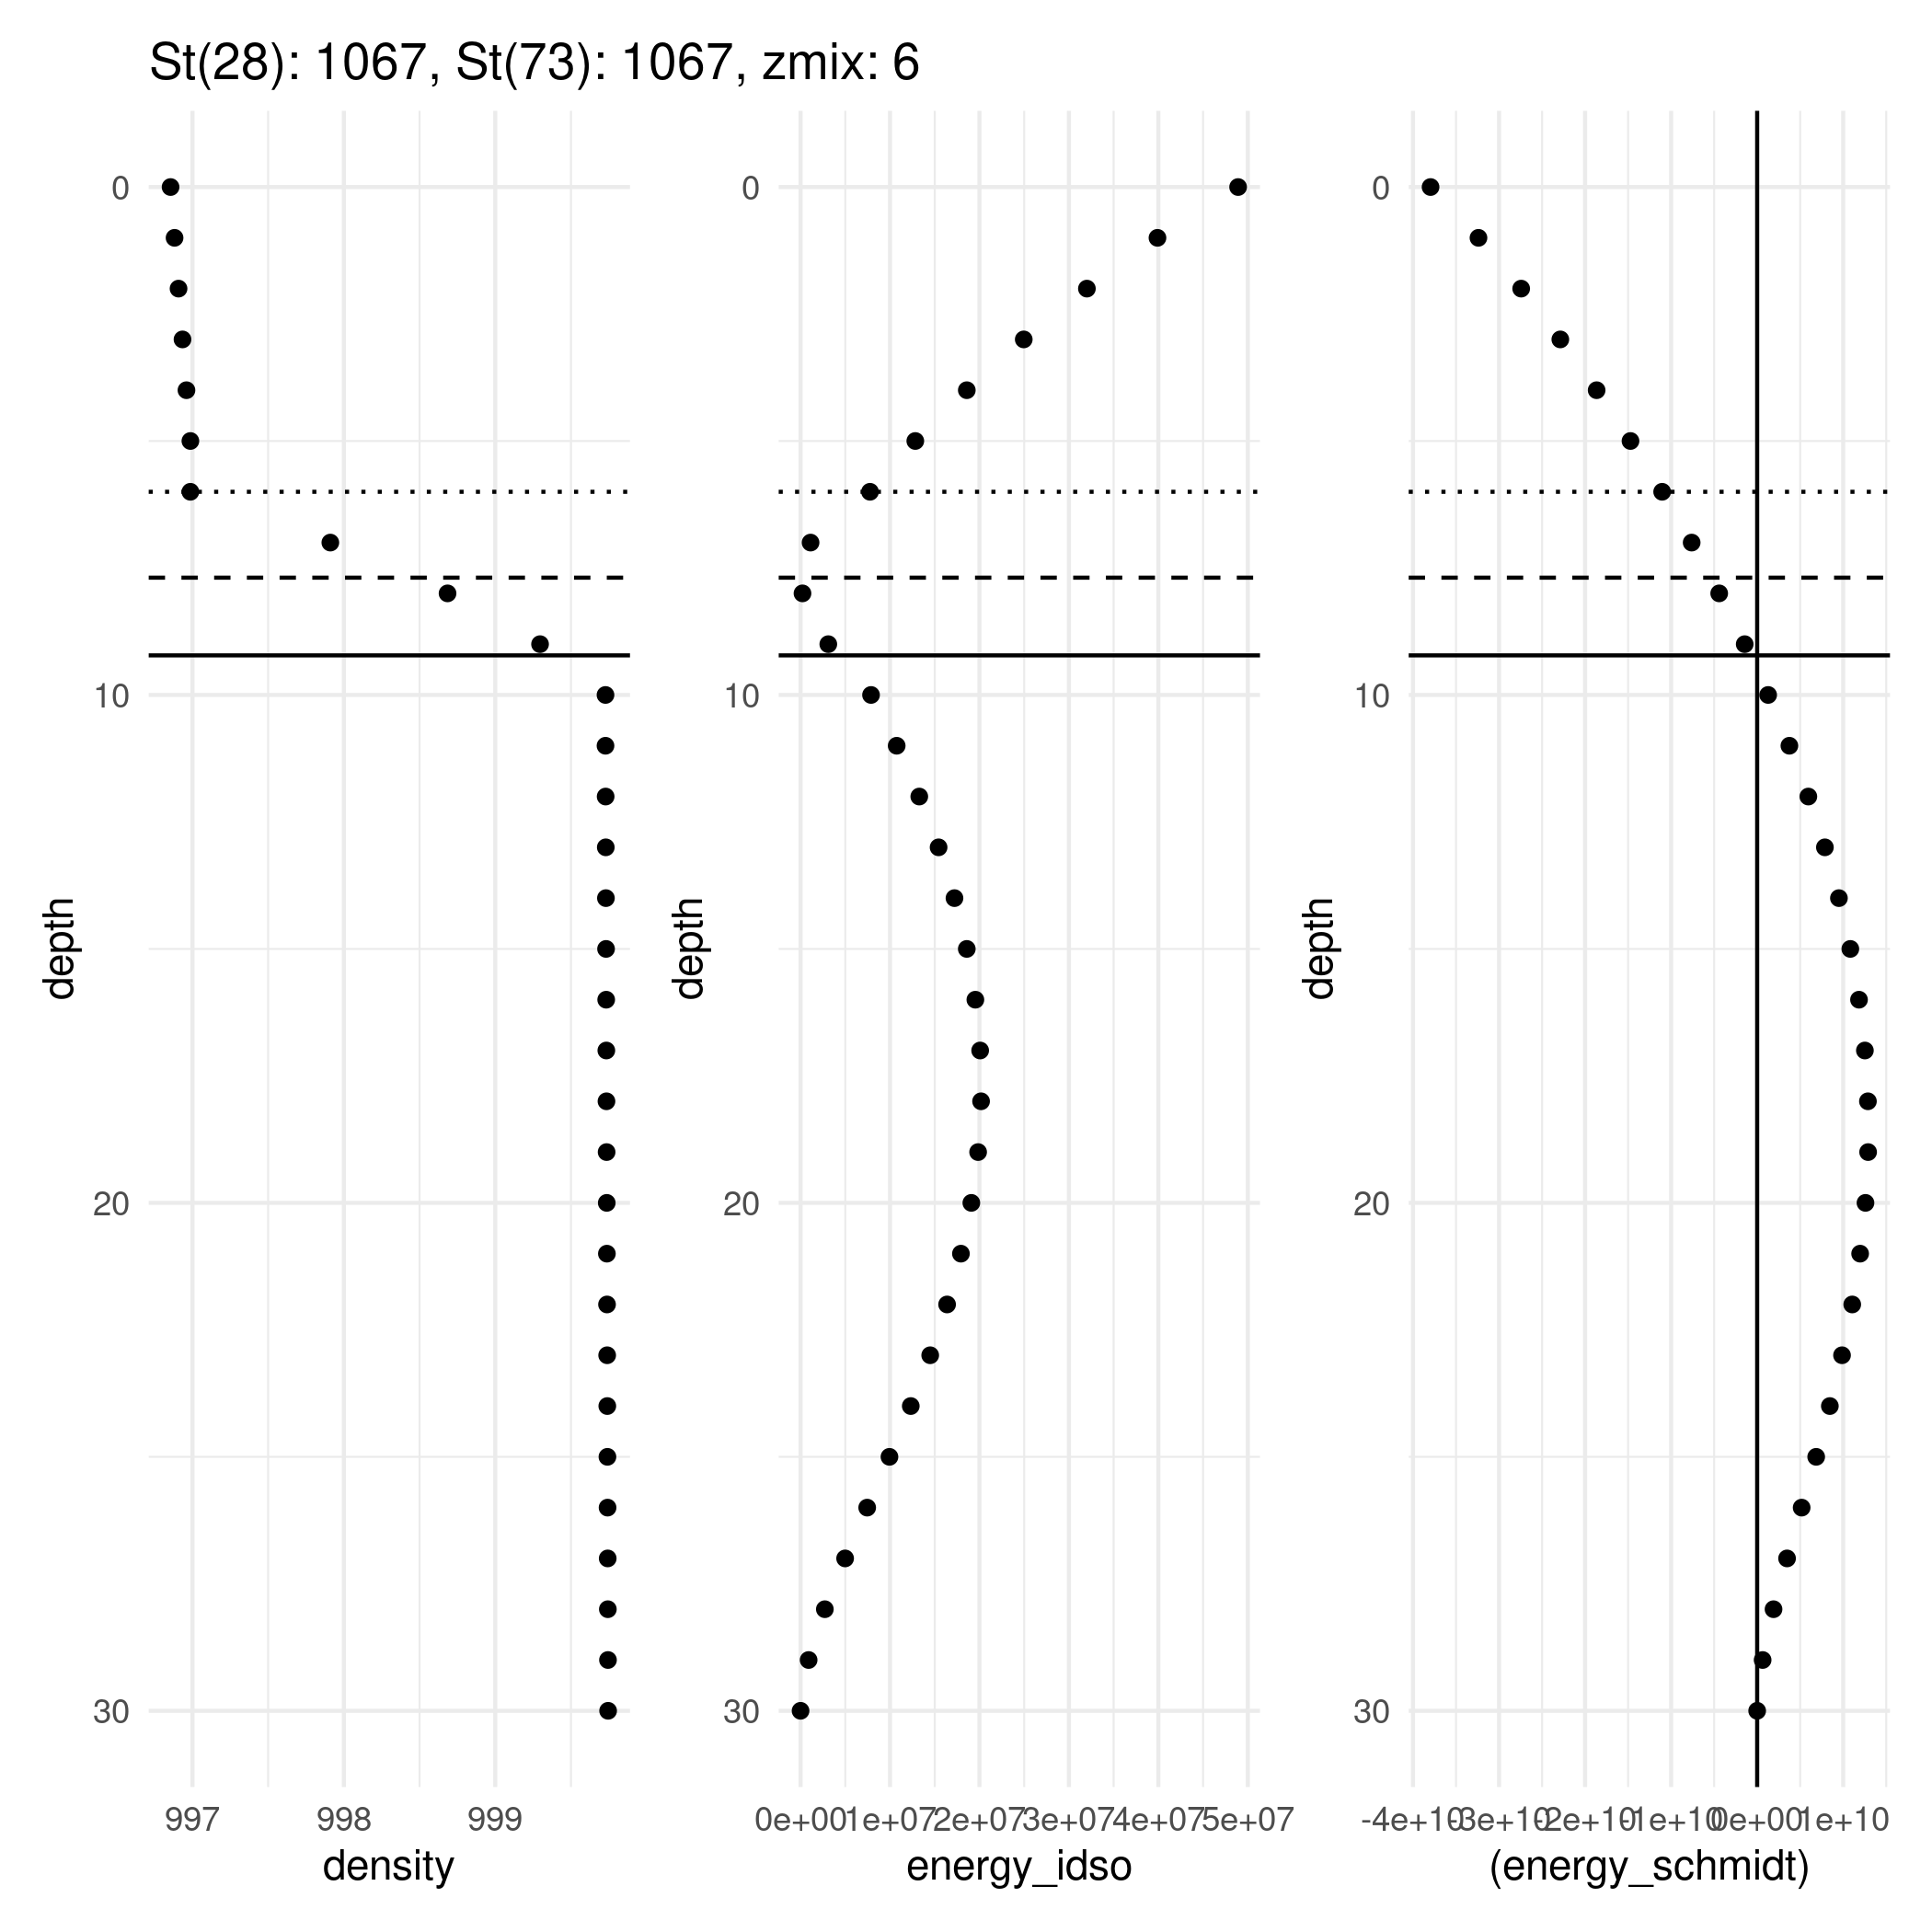 St(28): 1067, St(73): 1067, zmix: 6
0
10
20
30
depth
997 998 999
density
0
10
20
30
depth
0e+00 1e+07 2e+07 3e+07 4e+07 5e+07
energy_idso
0
10
20
30
depth
-4e+10 -3e+10 -2e+10 -1e+10 0e+00 1e+10
(energy_schmidt)